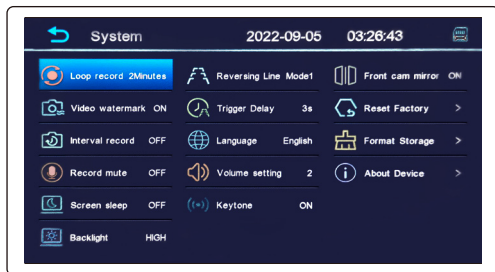 System 2022-09-05 03:26:43
Loop record 2Minutes Reversing Line Mode1 Front cam mirror ON
Video watermark ON Trigger Delay 3s Reset Factory >
Interval record OFF Language English Format Storage >
Record mute OFF Volume setting 2 About Device >
Screen sleep OFF Keytone ON
Backlight HIGH